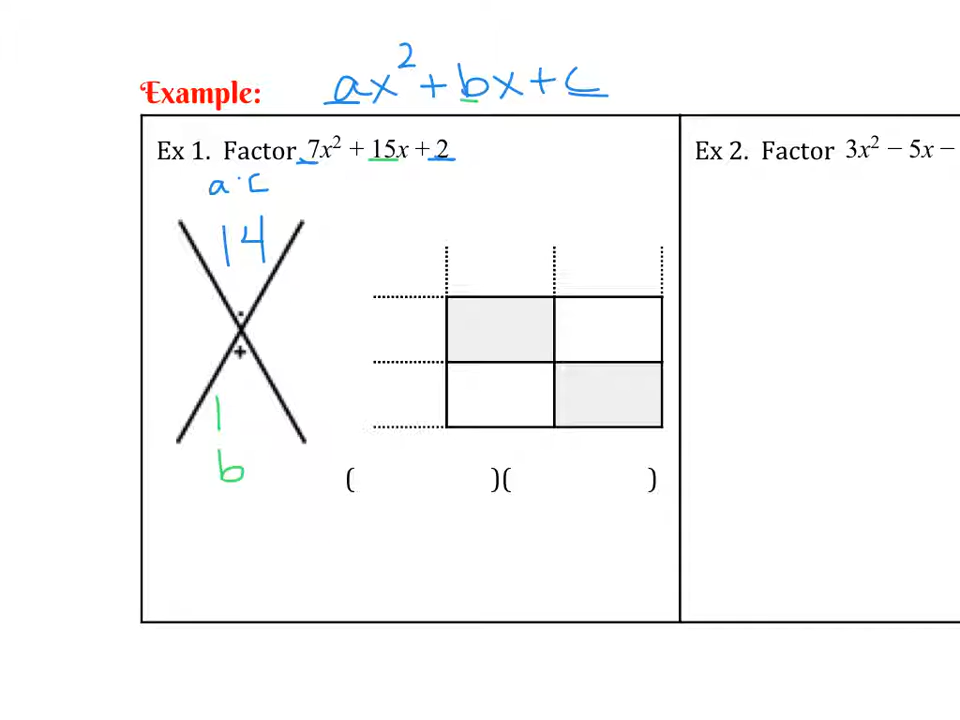 Example: ax² + bx + c
Ex 1. Factor 7x² + 15x + 2
Ex 2. Factor 3x² − 5x −
a · c
14
·
+
1
b
( )( )